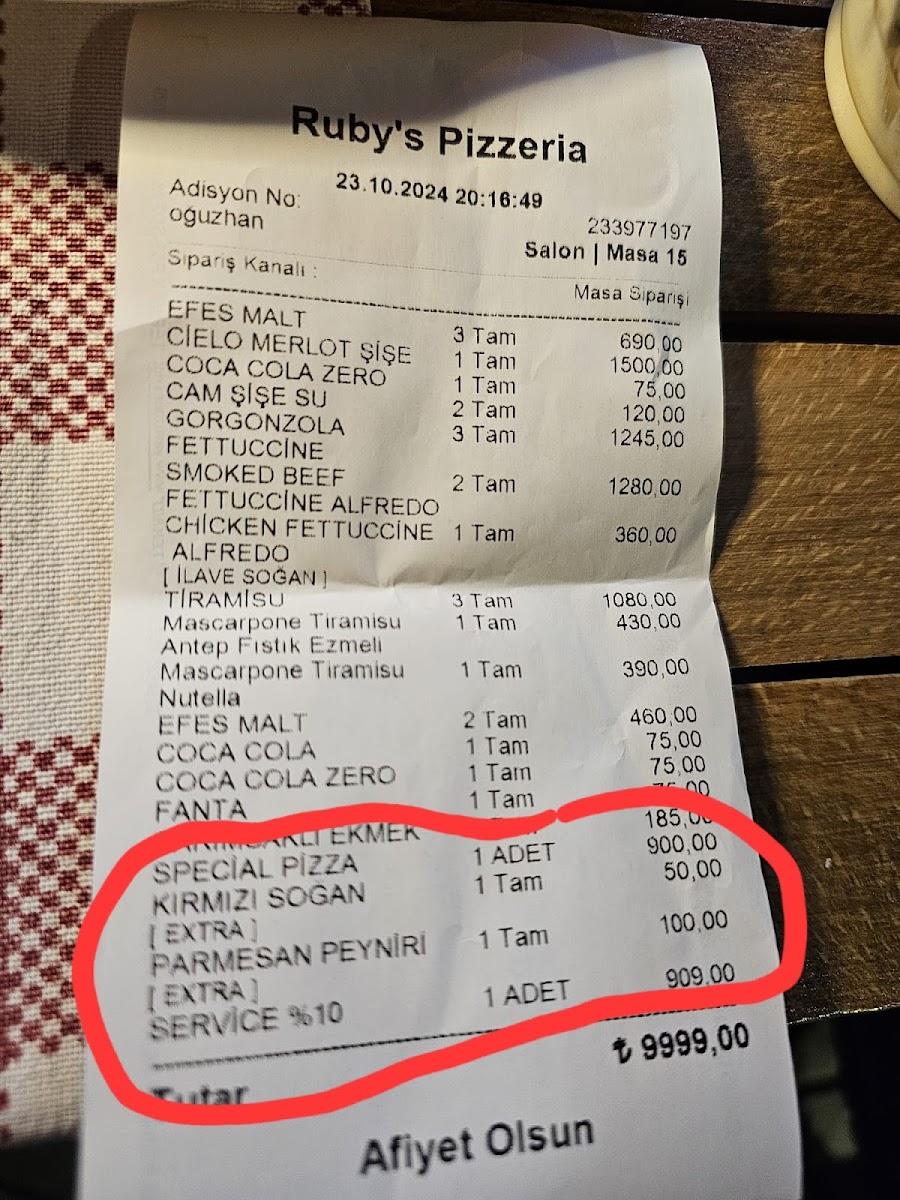 Ruby's Pizzeria
23.10.2024 20:16:49
Adisyon No: 233977197
oğuzhan Salon | Masa 15
Sipariş Kanalı : Masa Siparişi
EFES MALT 3 Tam 690,00
CİELO MERLOT ŞİŞE 1 Tam 1500,00
COCA COLA ZERO 1 Tam 75,00
CAM ŞİŞE SU 2 Tam 120,00
GORGONZOLA 3 Tam 1245,00
FETTUCCİNE
SMOKED BEEF 2 Tam 1280,00
FETTUCCİNE ALFREDO
CHİCKEN FETTUCCİNE 1 Tam 360,00
ALFREDO
[ İLAVE SOĞAN ]
TİRAMİSU 3 Tam 1080,00
Mascarpone Tiramisu 1 Tam 430,00
Antep Fıstık Ezmeli
Mascarpone Tiramisu 1 Tam 390,00
Nutella
EFES MALT 2 Tam 460,00
COCA COLA 1 Tam 75,00
COCA COLA ZERO 1 Tam 75,00
FANTA 1 Tam 75,00
EKMEK 185,00
SPECİAL PİZZA 1 ADET 900,00
KIRMIZI SOĞAN 1 Tam 50,00
[ EXTRA ]
PARMESAN PEYNİRİ 1 Tam 100,00
[ EXTRA ]
SERVİCE %10 1 ADET 909,00
Tutar ₺ 9999,00
Afiyet Olsun